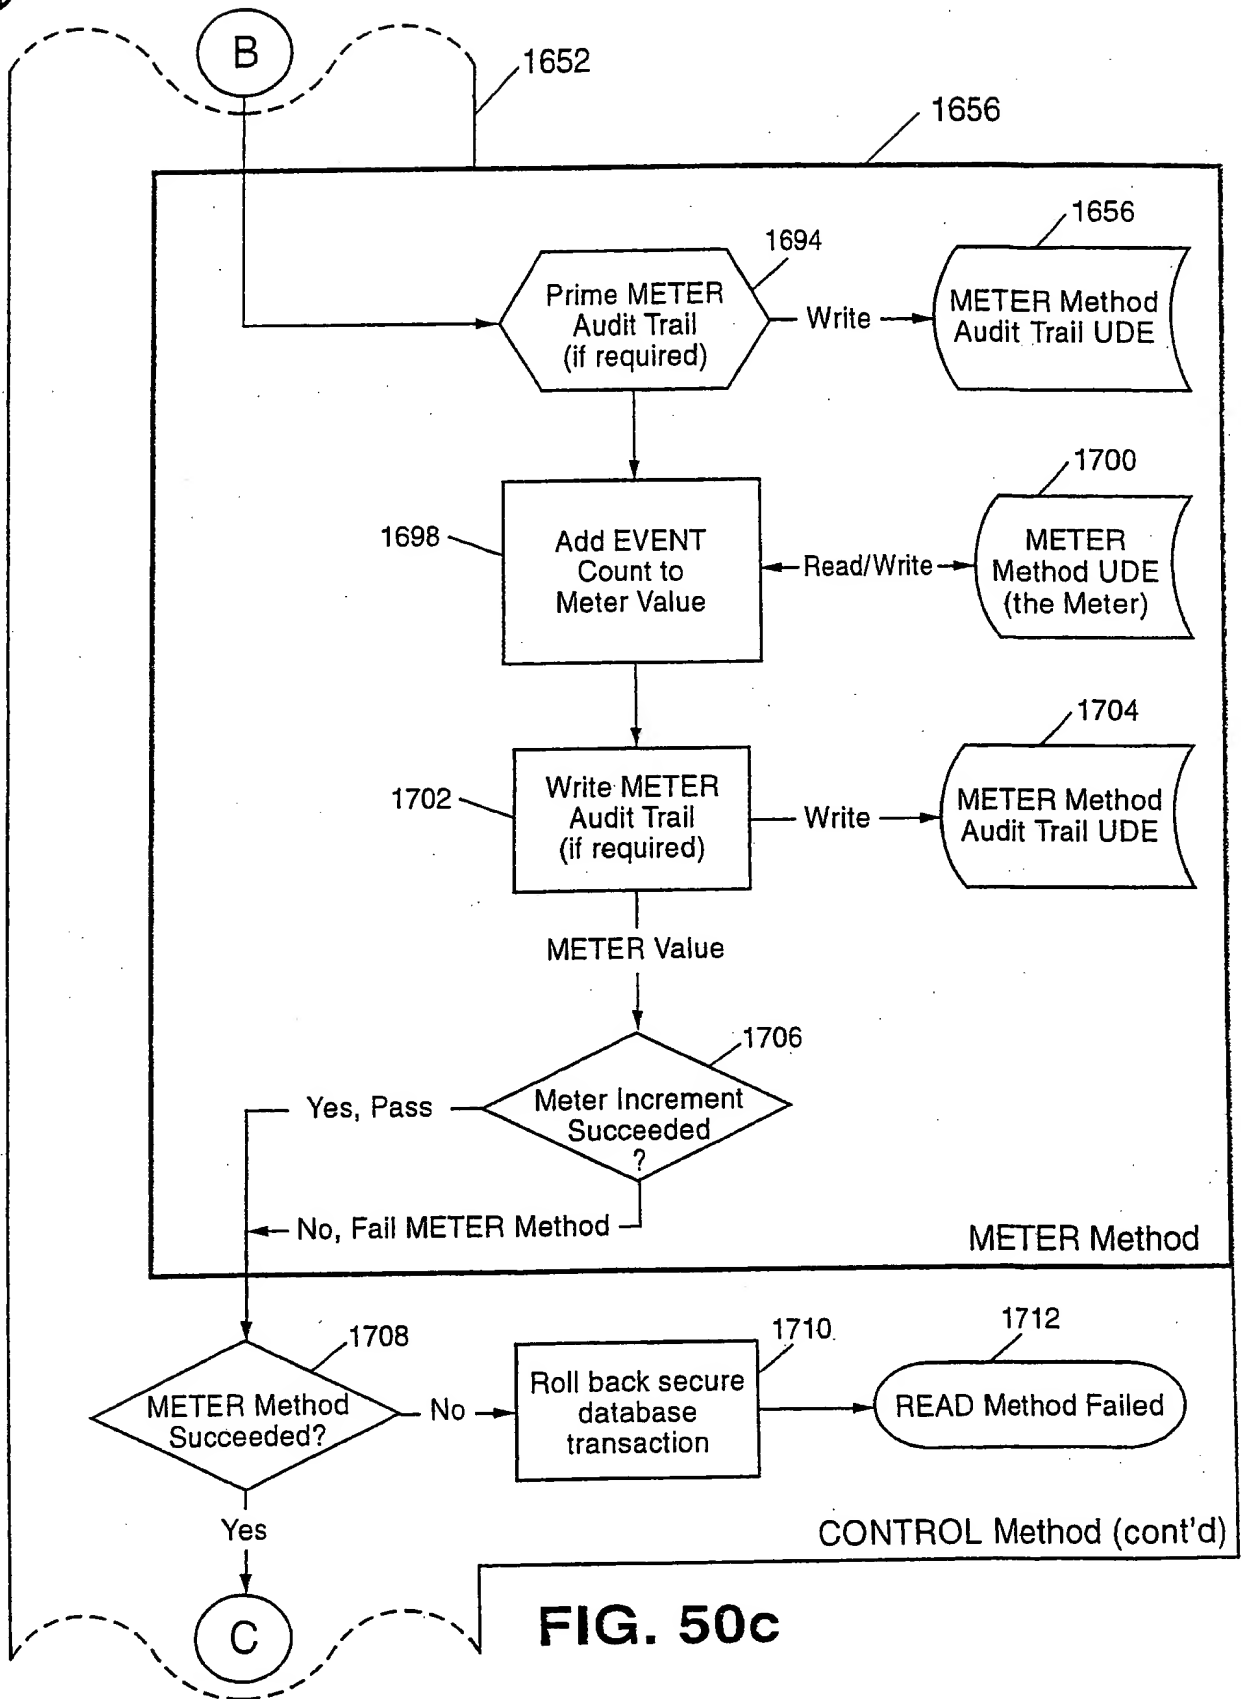 B
1652
1656
1656
1694
Prime METER
Audit Trail
(if required)
Write
METER Method
Audit Trail UDE
1700
1698
Add EVENT
Count to
Meter Value
Read/Write
METER
Method UDE
(the Meter)
1704
1702
Write METER
Audit Trail
(if required)
Write
METER Method
Audit Trail UDE
METER Value
1706
Yes, Pass
Meter Increment
Succeeded
?
No, Fail METER Method
METER Method
1708
1710
1712
METER Method
Succeeded?
No
Roll back secure
database
transaction
READ Method Failed
Yes
CONTROL Method (cont'd)
C
FIG. 50c